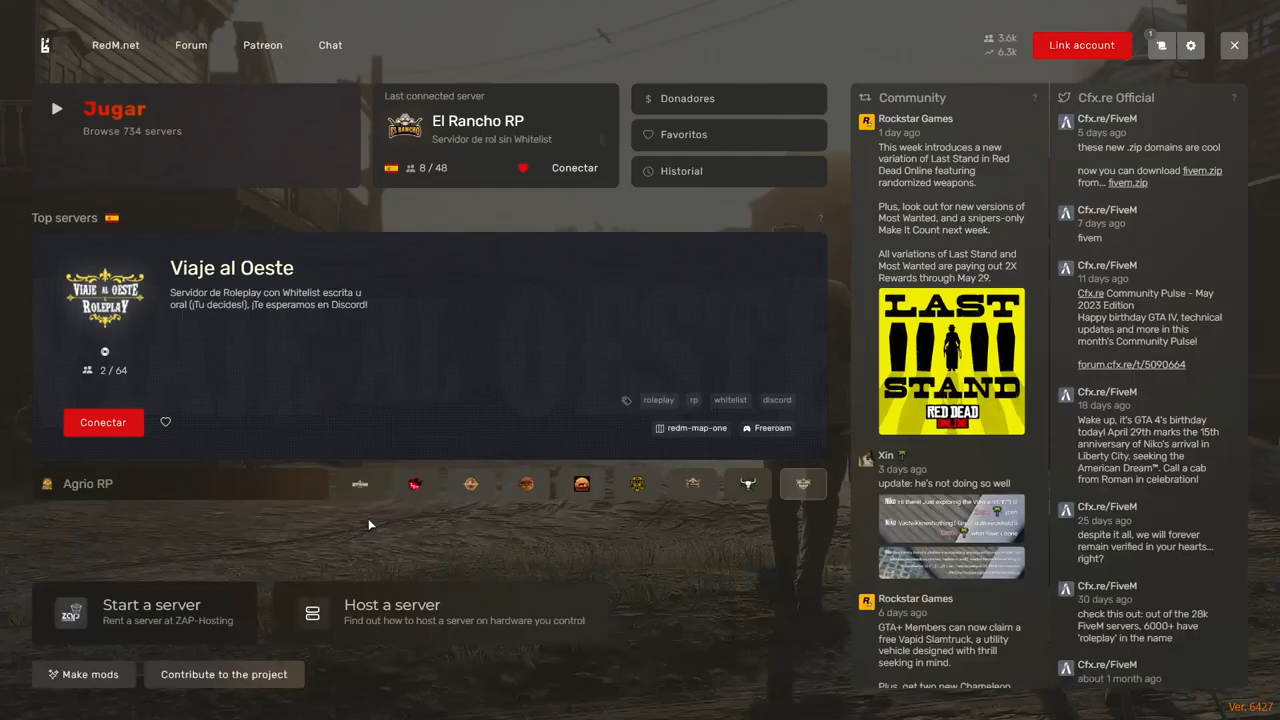 RedM.net
Forum
Patreon
Chat
3.6k
6.3k
Link account
1
Jugar
Browse 734 servers
Last connected server
El Rancho RP
Servidor de rol sin Whitelist
8 / 48
Conectar
Donadores
Favoritos
Historial
Top servers
?
VIAJE AL OESTE
ROLEPLAY
2 / 64
Viaje al Oeste
Servidor de Roleplay con Whitelist escrita u
oral (¡Tu decides!), ¡Te esperamos en Discord!
Conectar
roleplay
rp
whitelist
discord
redm-map-one
Freeroam
Agrio RP
Start a server
Rent a server at ZAP-Hosting
Host a server
Find out how to host a server on hardware you control
Make mods
Contribute to the project
Community
?
Rockstar Games
1 day ago
This week introduces a new
variation of Last Stand in Red
Dead Online featuring
randomized weapons.
Plus, look out for new versions of
Most Wanted, and a snipers-only
Make It Count next week.
All variations of Last Stand and
Most Wanted are paying out 2X
Rewards through May 29.
LAST
STAND
RED DEAD
ONLINE
Xin
3 days ago
update: he's not doing so well
Rockstar Games
6 days ago
GTA+ Members can now claim a
free Vapid Slamtruck, a utility
vehicle designed with thrill
seeking in mind.
Plus, get two new Chameleon
Cfx.re Official
?
Cfx.re/FiveM
5 days ago
these new .zip domains are cool
now you can download fivem.zip
from... fivem.zip
Cfx.re/FiveM
7 days ago
fivem
Cfx.re/FiveM
11 days ago
Cfx.re Community Pulse - May
2023 Edition
Happy birthday GTA IV, technical
updates and more in this
month's Community Pulse!
forum.cfx.re/t/5090664
Cfx.re/FiveM
18 days ago
Wake up, it's GTA 4's birthday
today! April 29th marks the 15th
anniversary of Niko's arrival in
Liberty City, seeking the
American Dream™. Call a cab
from Roman in celebration!
Cfx.re/FiveM
25 days ago
despite it all, we will forever
remain verified in your hearts...
right?
Cfx.re/FiveM
30 days ago
check this out: out of the 28k
FiveM servers, 6000+ have
'roleplay' in the name
Cfx.re/FiveM
about 1 month ago
Ver. 6427